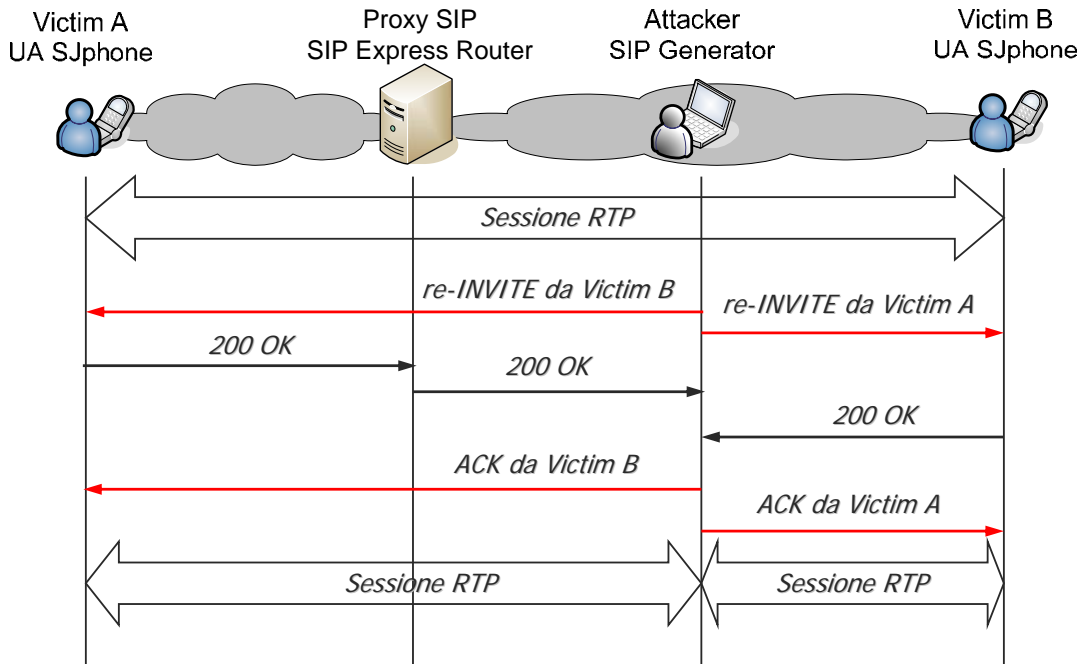 Victim A
UA SJphone
Proxy SIP
SIP Express Router
Attacker
SIP Generator
Victim B
UA SJphone
Sessione RTP
re-INVITE da Victim B
re-INVITE da Victim A
200 OK
200 OK
200 OK
ACK da Victim B
ACK da Victim A
Sessione RTP
Sessione RTP